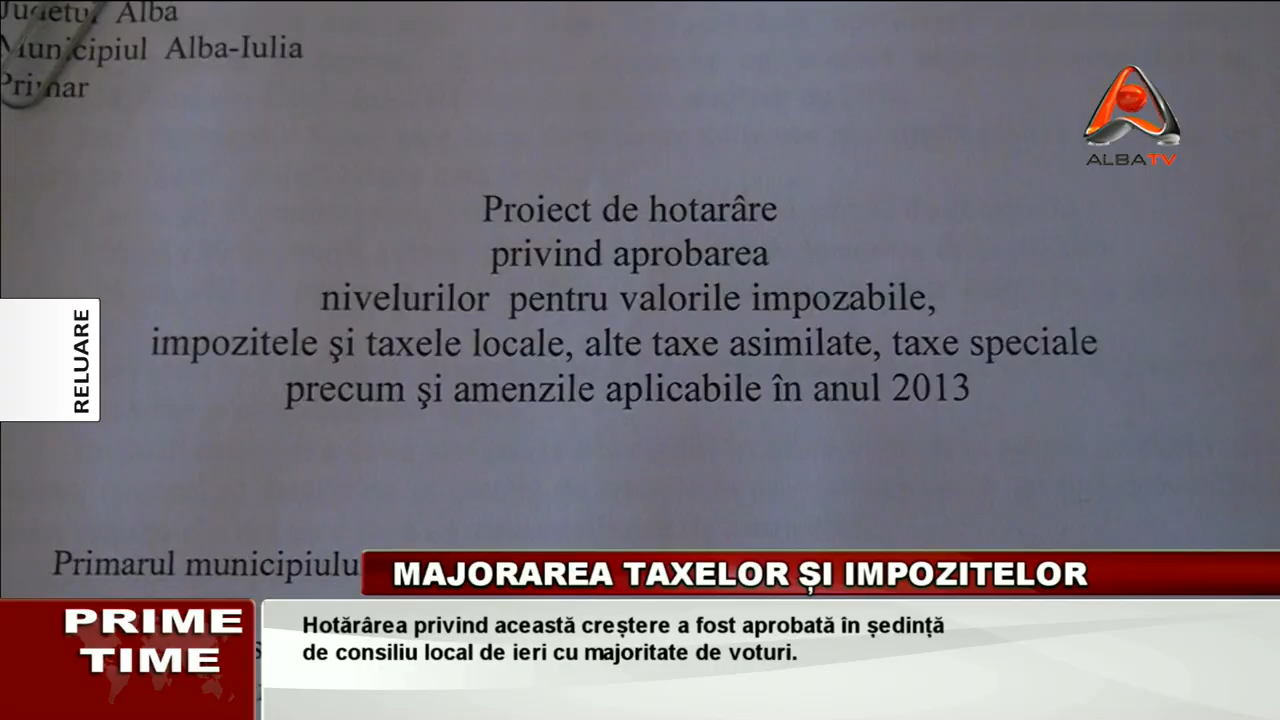 Judeţul Alba
Municipiul Alba-Iulia
Primar
ALBATV
Proiect de hotarâre
privind aprobarea
nivelurilor pentru valorile impozabile,
impozitele şi taxele locale, alte taxe asimilate, taxe speciale
precum şi amenzile aplicabile în anul 2013
RELUARE
Primarul municipiulu
MAJORAREA TAXELOR ȘI IMPOZITELOR
PRIME
TIME
Hotărârea privind această creștere a fost aprobată în ședință
de consiliu local de ieri cu majoritate de voturi.